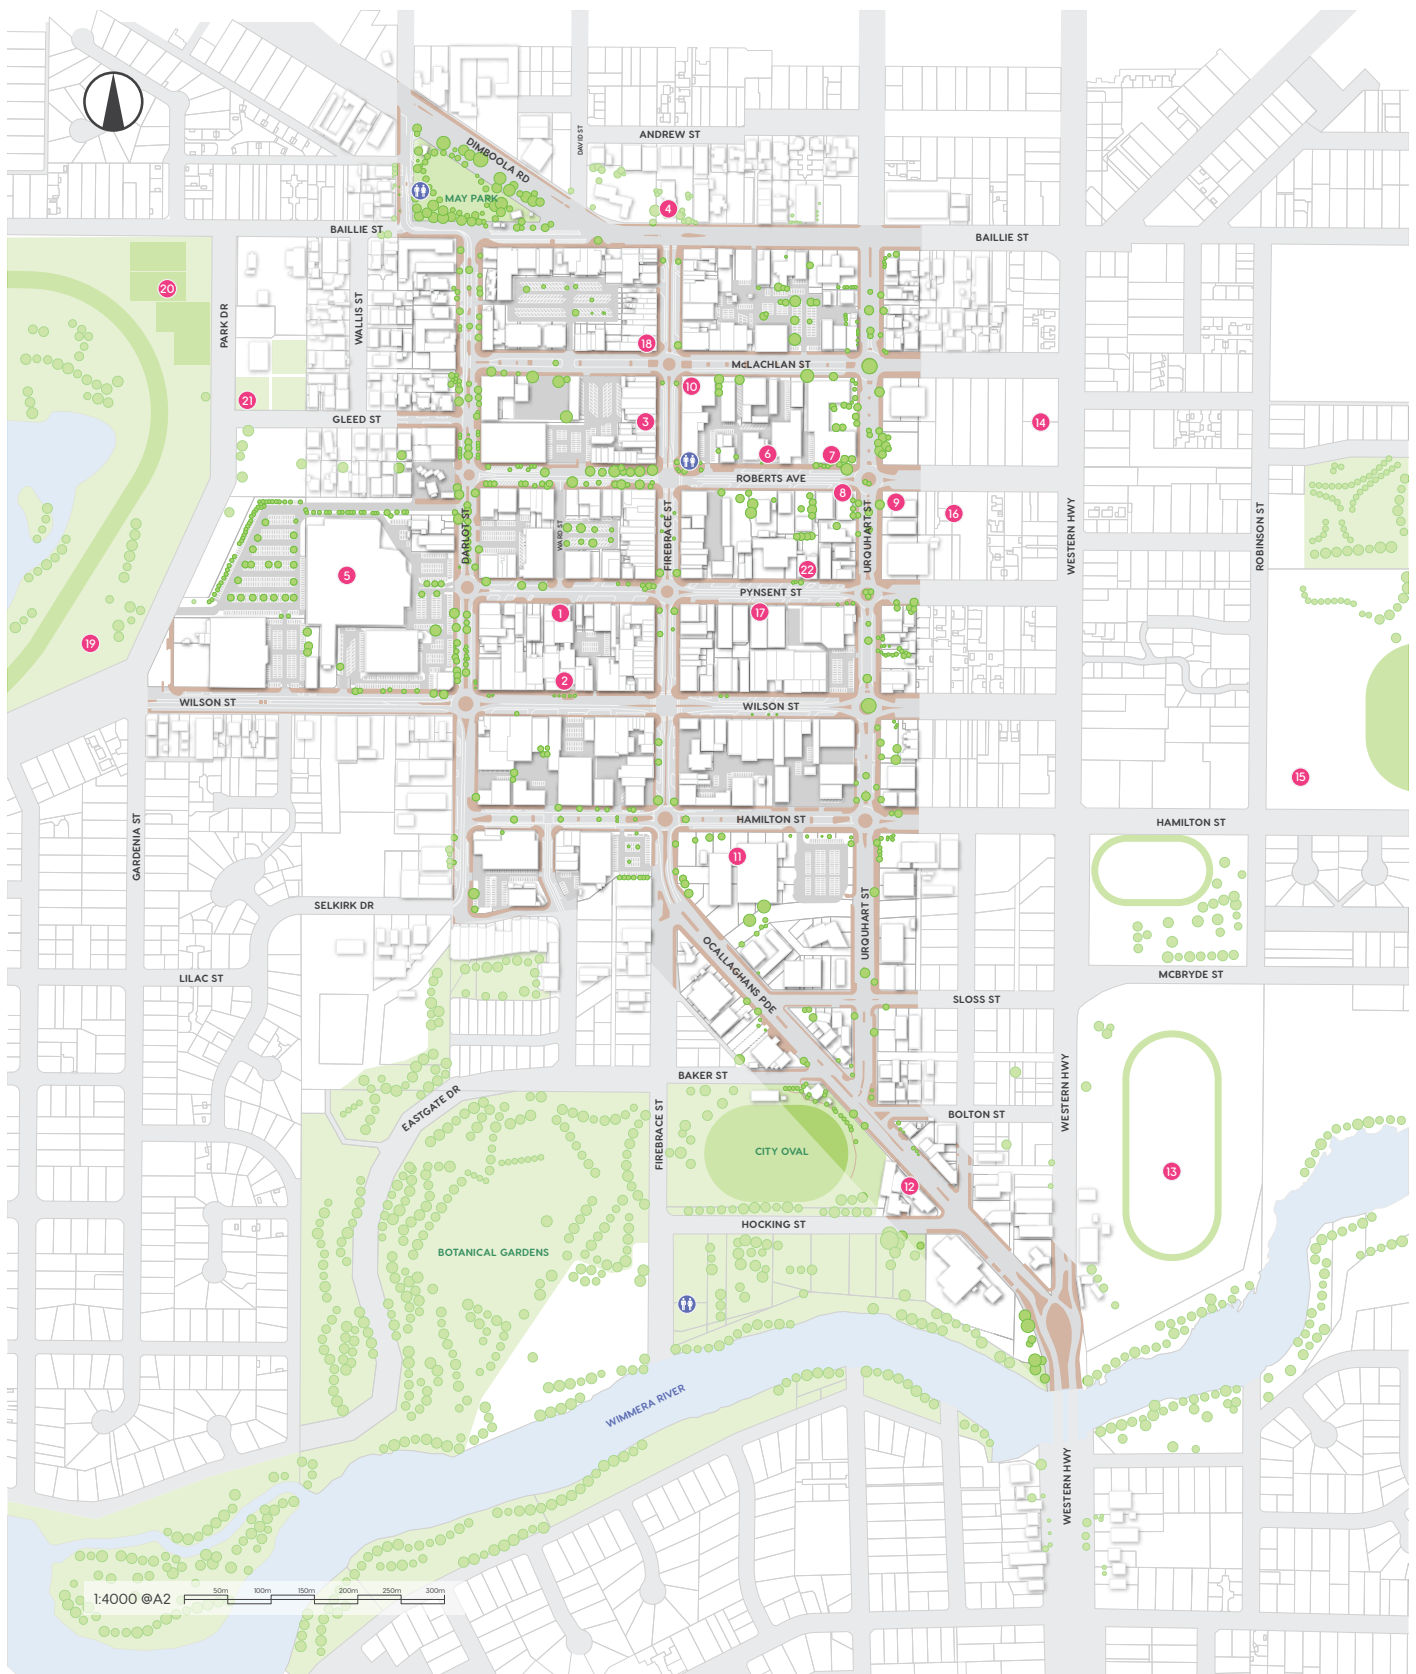 ANDREW ST
DAVID ST
DIMBOOLA RD
4
MAY PARK
BAILLIE ST
BAILLIE ST
20
PARK DR
WALLIS ST
18
McLACHLAN ST
10
21
GLEED ST
3
14
6
7
ROBERTS AVE
8
9
16
DARLOT ST
WARD ST
FIREBRACE ST
URQUHART ST
WESTERN HWY
ROBINSON ST
5
22
PYNSENT ST
1
17
19
2
WILSON ST
WILSON ST
15
GARDENIA ST
HAMILTON ST
HAMILTON ST
11
SELKIRK DR
URQUHART ST
OCALLAGHANS PDE
LILAC ST
MCBRYDE ST
SLOSS ST
BAKER ST
WESTERN HWY
EASTGATE DR
BOLTON ST
FIREBRACE ST
CITY OVAL
13
12
HOCKING ST
BOTANICAL GARDENS
WIMMERA RIVER
WESTERN HWY
1:4000 @A2
50m
100m
150m
200m
250m
300m